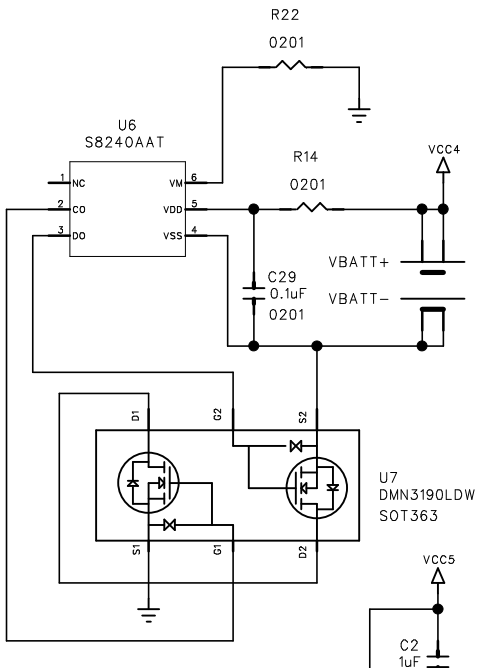 R22
0201
U6
S8240AAT
1 NC
2 CO
3 DO
VM 6
VDD 5
VSS 4
R14
0201
VCC4
C29
0.1uF
0201
VBATT+
VBATT−
D1
G2
S2
S1
G1
D2
U7
DMN3190LDW
SOT363
VCC5
C2
1uF